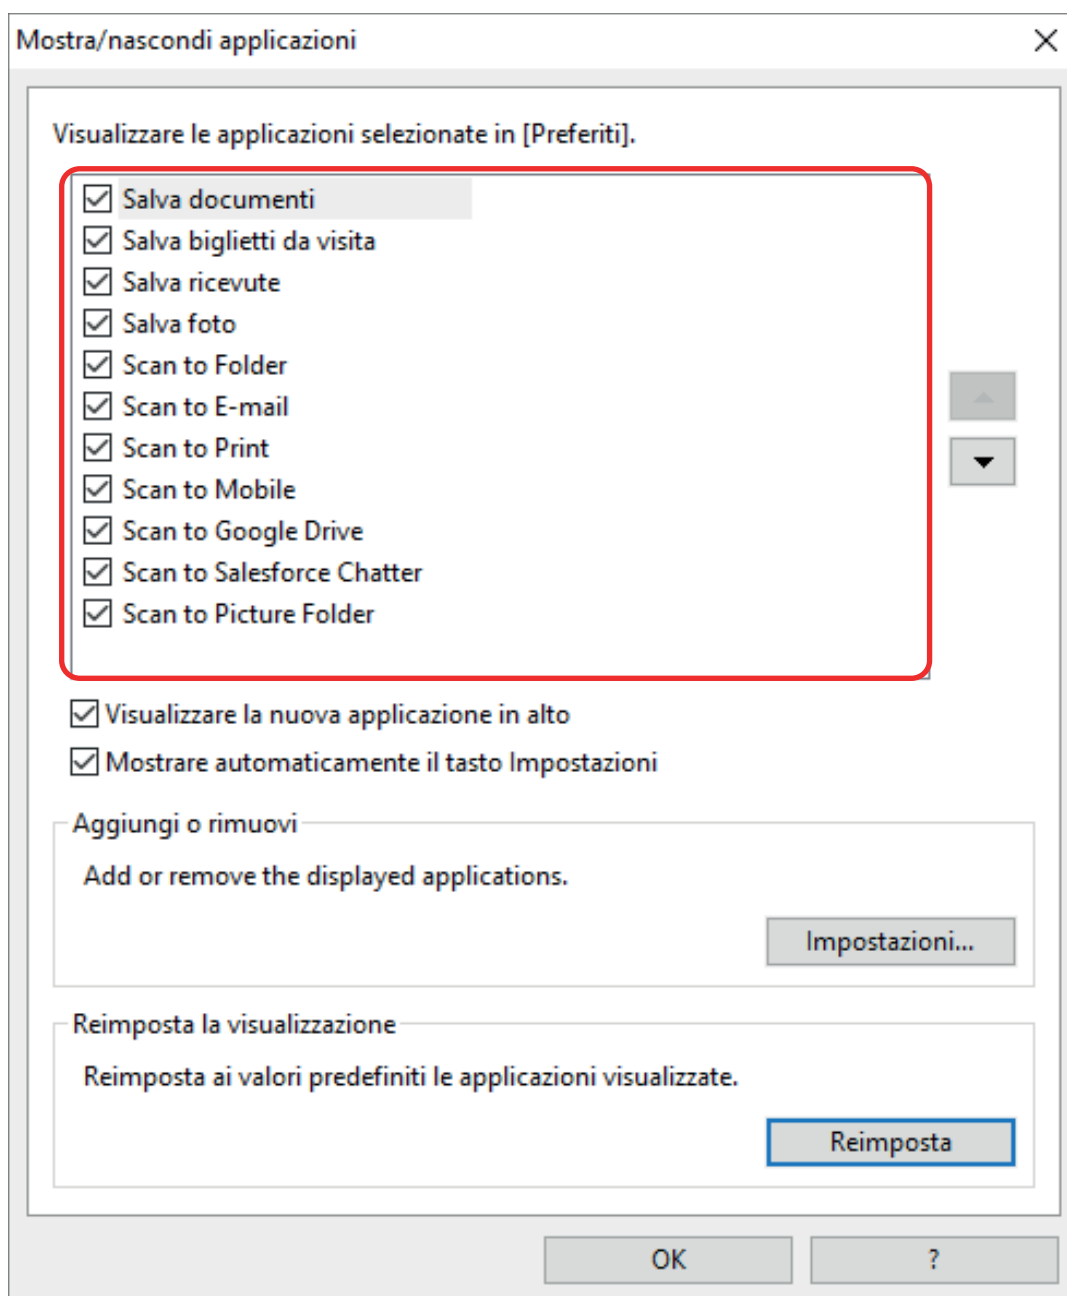 Mostra/nascondi applicazioni
Visualizzare le applicazioni selezionate in [Preferiti].
Salva documenti
Salva biglietti da visita
Salva ricevute
Salva foto
Scan to Folder
Scan to E-mail
Scan to Print
Scan to Mobile
Scan to Google Drive
Scan to Salesforce Chatter
Scan to Picture Folder
Visualizzare la nuova applicazione in alto
Mostrare automaticamente il tasto Impostazioni
Aggiungi o rimuovi
Add or remove the displayed applications.
Impostazioni...
Reimposta la visualizzazione
Reimposta ai valori predefiniti le applicazioni visualizzate.
Reimposta
OK
?